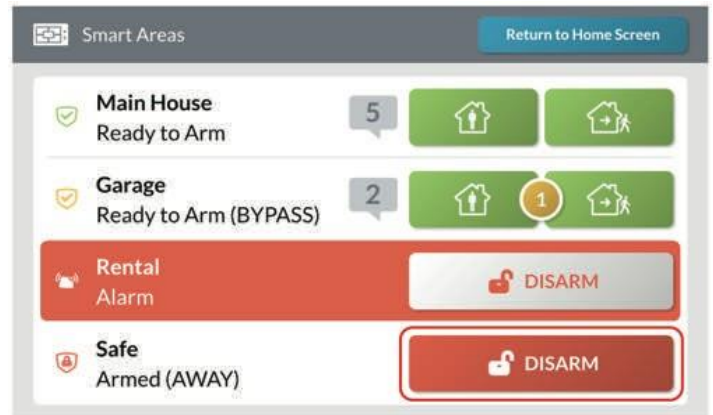 Smart Areas
Return to Home Screen
Main House
Ready to Arm
5
Garage
Ready to Arm (BYPASS)
2
1
Rental
Alarm
DISARM
Safe
Armed (AWAY)
DISARM